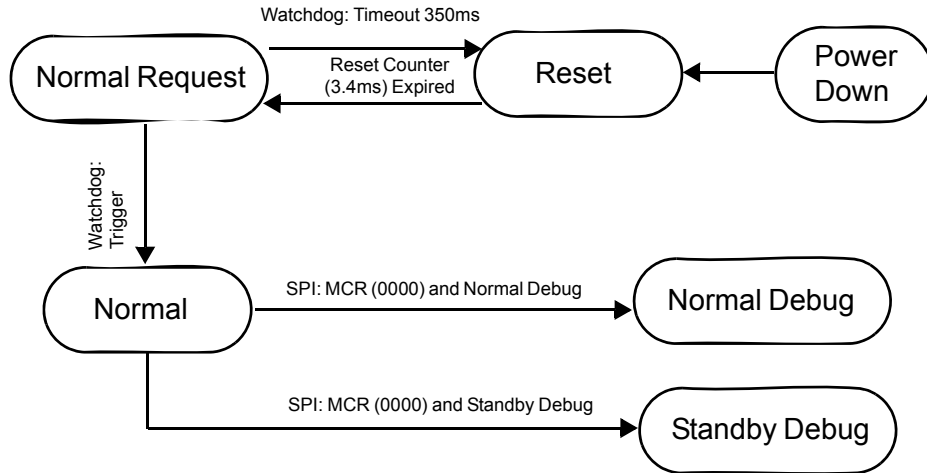 Watchdog: Timeout 350ms
Normal Request
Reset Counter
(3.4ms) Expired
Reset
Power
Down
Watchdog:
Trigger
Normal
SPI: MCR (0000) and Normal Debug
Normal Debug
SPI: MCR (0000) and Standby Debug
Standby Debug